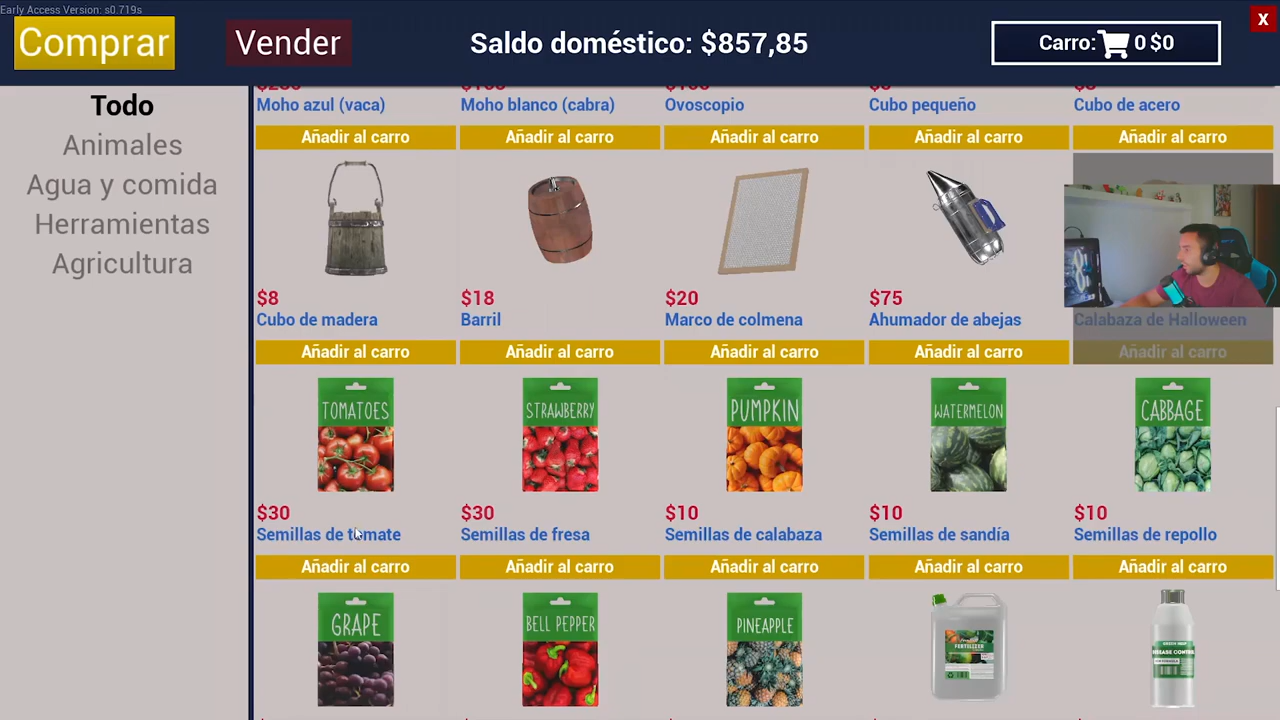 Early Access Version: s0.719s
Comprar
Vender
Saldo doméstico: $857,85
Carro: 0 $0
X
Todo
Animales
Agua y comida
Herramientas
Agricultura
Moho azul (vaca)
Moho blanco (cabra)
Ovoscopio
Cubo pequeño
Cubo de acero
Añadir al carro
Añadir al carro
Añadir al carro
Añadir al carro
Añadir al carro
$8
$18
$20
$75
Cubo de madera
Barril
Marco de colmena
Ahumador de abejas
Calabaza de Halloween
Añadir al carro
Añadir al carro
Añadir al carro
Añadir al carro
Añadir al carro
TOMATOES
STRAWBERRY
PUMPKIN
WATERMELON
CABBAGE
$30
$30
$10
$10
$10
Semillas de tomate
Semillas de fresa
Semillas de calabaza
Semillas de sandía
Semillas de repollo
Añadir al carro
Añadir al carro
Añadir al carro
Añadir al carro
Añadir al carro
GRAPE
BELL PEPPER
PINEAPPLE
FERTILIZER